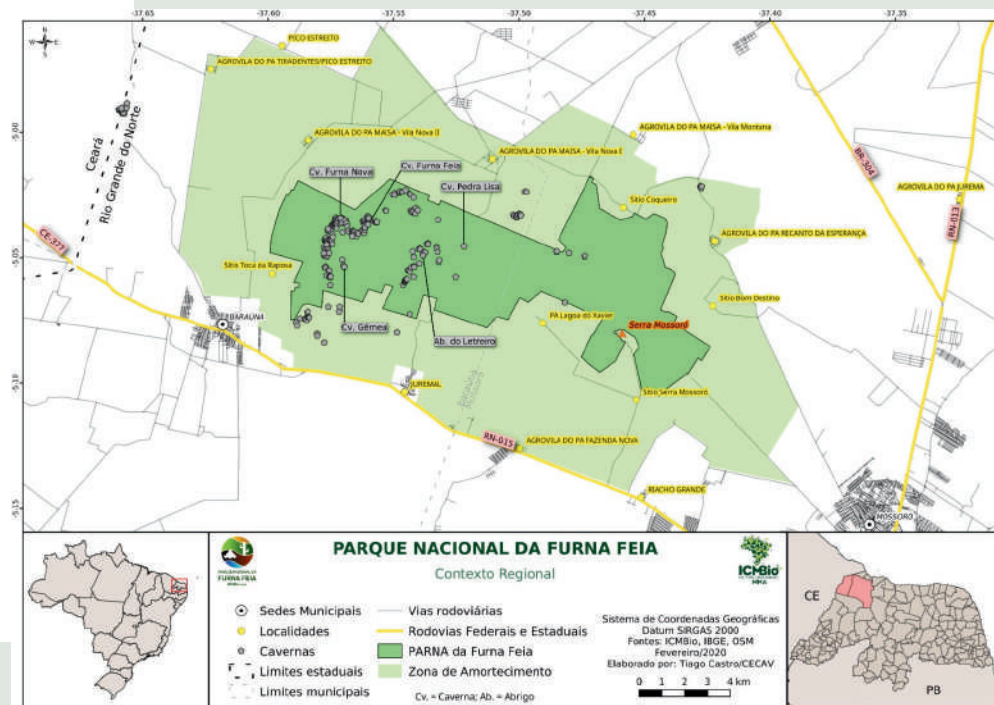 -37.65
-37.60
-37.55
-37.50
-37.45
-37.40
-37.35
N
W
E
S
PICO ESTREITO
AGROVILA DO PA TIRADENTES/PICO ESTREITO
-5.00
Ceará
Rio Grande do Norte
AGROVILA DO PA MAISA - Vila Nova II
AGROVILA DO PA MAISA - Vila Nova I
AGROVILA DO PA MAISA - Vila Montana
BR-304
Cv. Furna Nova
Cv. Furna Feia
Cv. Pedra Lisa
AGROVILA DO PA JUREMA
RN-013
Sítio Coqueiro
AGROVILA DO PA RECANTO DA ESPERANÇA
CE-377
-5.05
Sítio Toca da Raposa
Sítio Bom Destino
BARAÚNA
PA Lagoa do Xavier
Serra Mossoró
Cv. Gêmea
Ab. do Letreiro
-5.10
JUREMAL
Sítio Serra Mossoró
BARAÚNA
MOSSORÓ
RN-015
AGROVILA DO PA FAZENDA NOVA
RIACHO GRANDE
-5.15
MOSSORÓ
PARQUE NACIONAL DA FURNA FEIA
Contexto Regional
FURNA FEIA
ICMBio
MMA
Sedes Municipais
Localidades
Cavernas
Limites estaduais
Limites municipais
Vias rodoviárias
Rodovias Federais e Estaduais
PARNA da Furna Feia
Zona de Amortecimento
Cv. = Caverna; Ab. = Abrigo
Sistema de Coordenadas Geográficas
Datum SIRGAS 2000
Fontes: ICMBio, IBGE, OSM
Fevereiro/2020
Elaborado por: Tiago Castro/CECAV
0 1 2 3 4 km
CE
PB